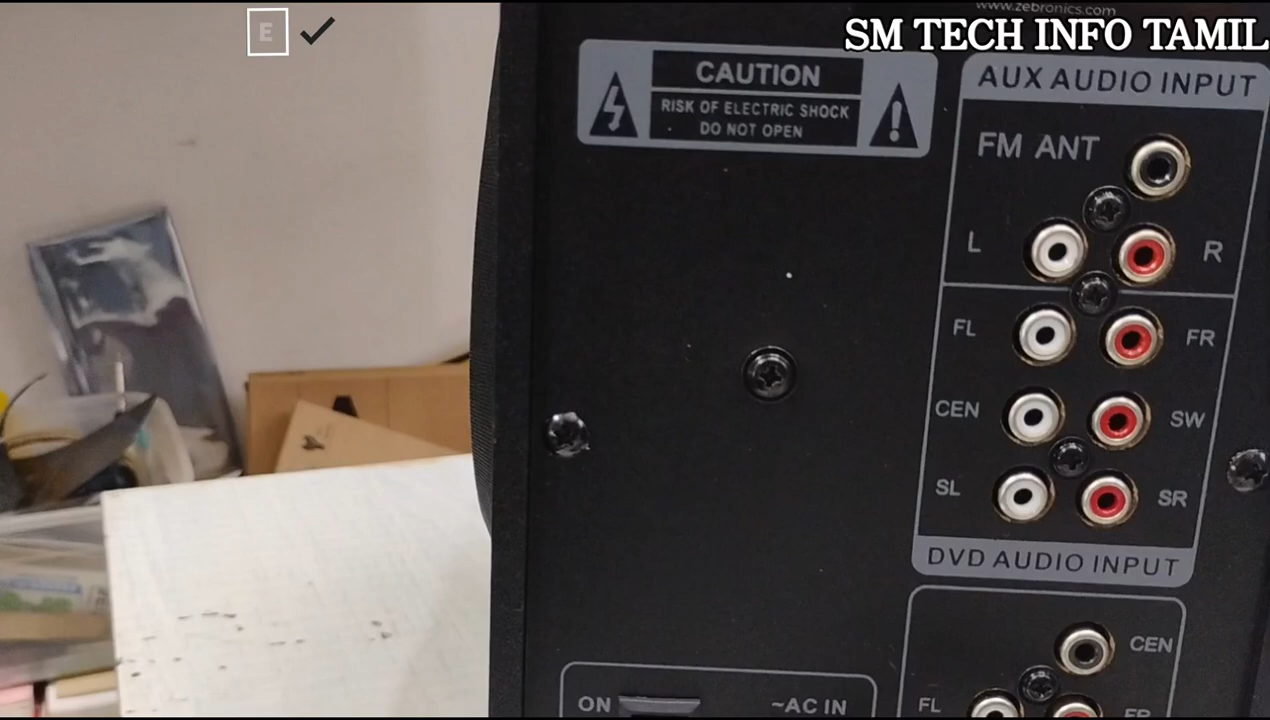 E
www.zebronics.com
SM TECH INFO TAMIL
CAUTION
RISK OF ELECTRIC SHOCK
DO NOT OPEN
AUX AUDIO INPUT
FM ANT
L R
FL FR
CEN SW
SL SR
DVD AUDIO INPUT
CEN
FL FR
ON ~AC IN